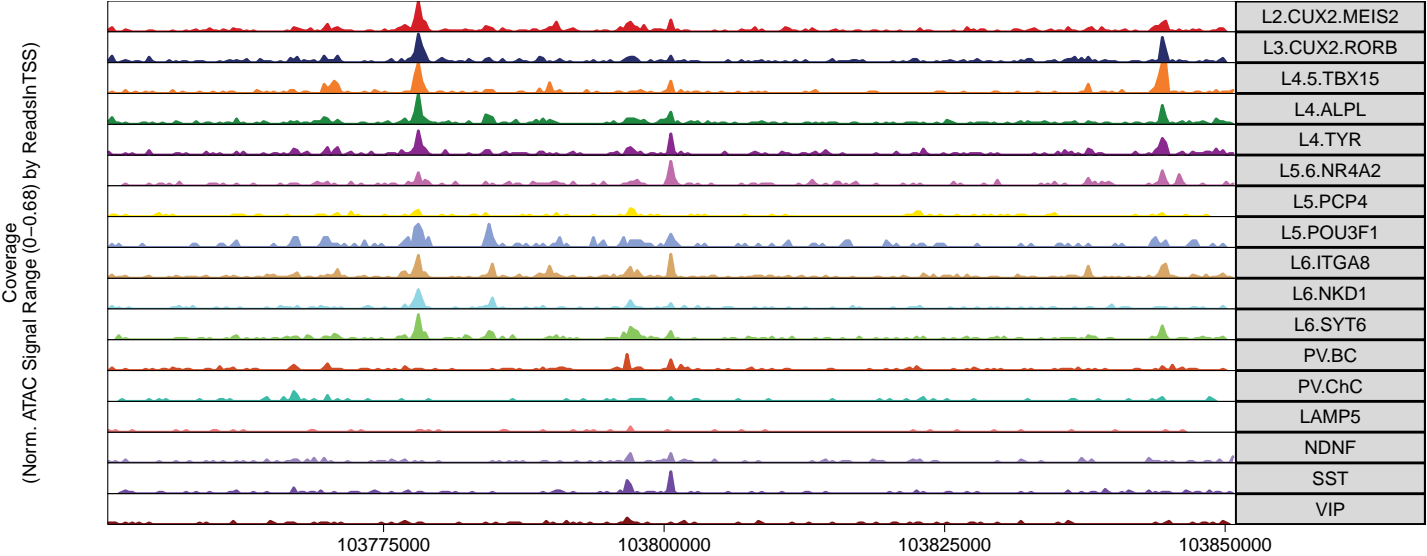 Coverage
(Norm. ATAC Signal Range (0−0.68) by ReadsInTSS)
L2.CUX2.MEIS2
L3.CUX2.RORB
L4.5.TBX15
L4.ALPL
L4.TYR
L5.6.NR4A2
L5.PCP4
L5.POU3F1
L6.ITGA8
L6.NKD1
L6.SYT6
PV.BC
PV.ChC
LAMP5
NDNF
SST
VIP
103775000 103800000 103825000 103850000